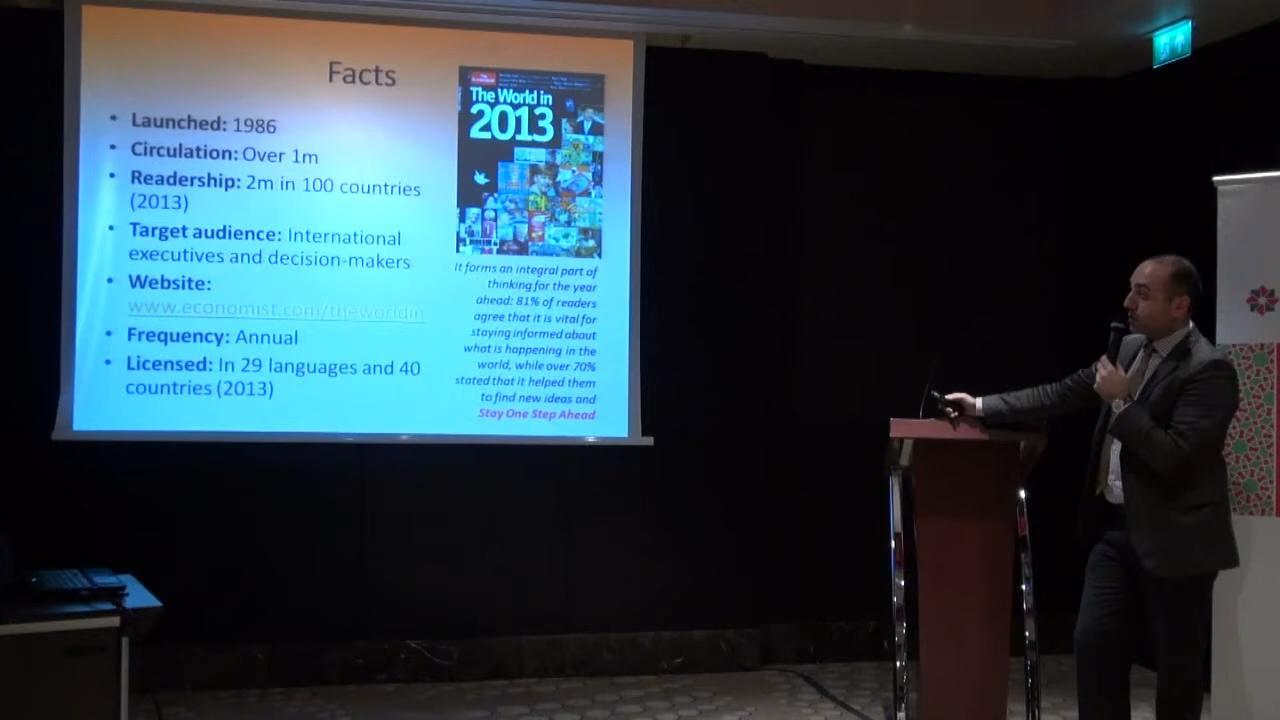 Facts
• Launched: 1986
• Circulation: Over 1m
• Readership: 2m in 100 countries
(2013)
• Target audience: International
executives and decision-makers
• Website:
www.economist.com/theworldin
• Frequency: Annual
• Licensed: In 29 languages and 40
countries (2013)
The World in
2013
It forms an integral part of
thinking for the year
ahead: 81% of readers
agree that it is vital for
staying informed about
what is happening in the
world, while over 70%
stated that it helped them
to find new ideas and
Stay One Step Ahead